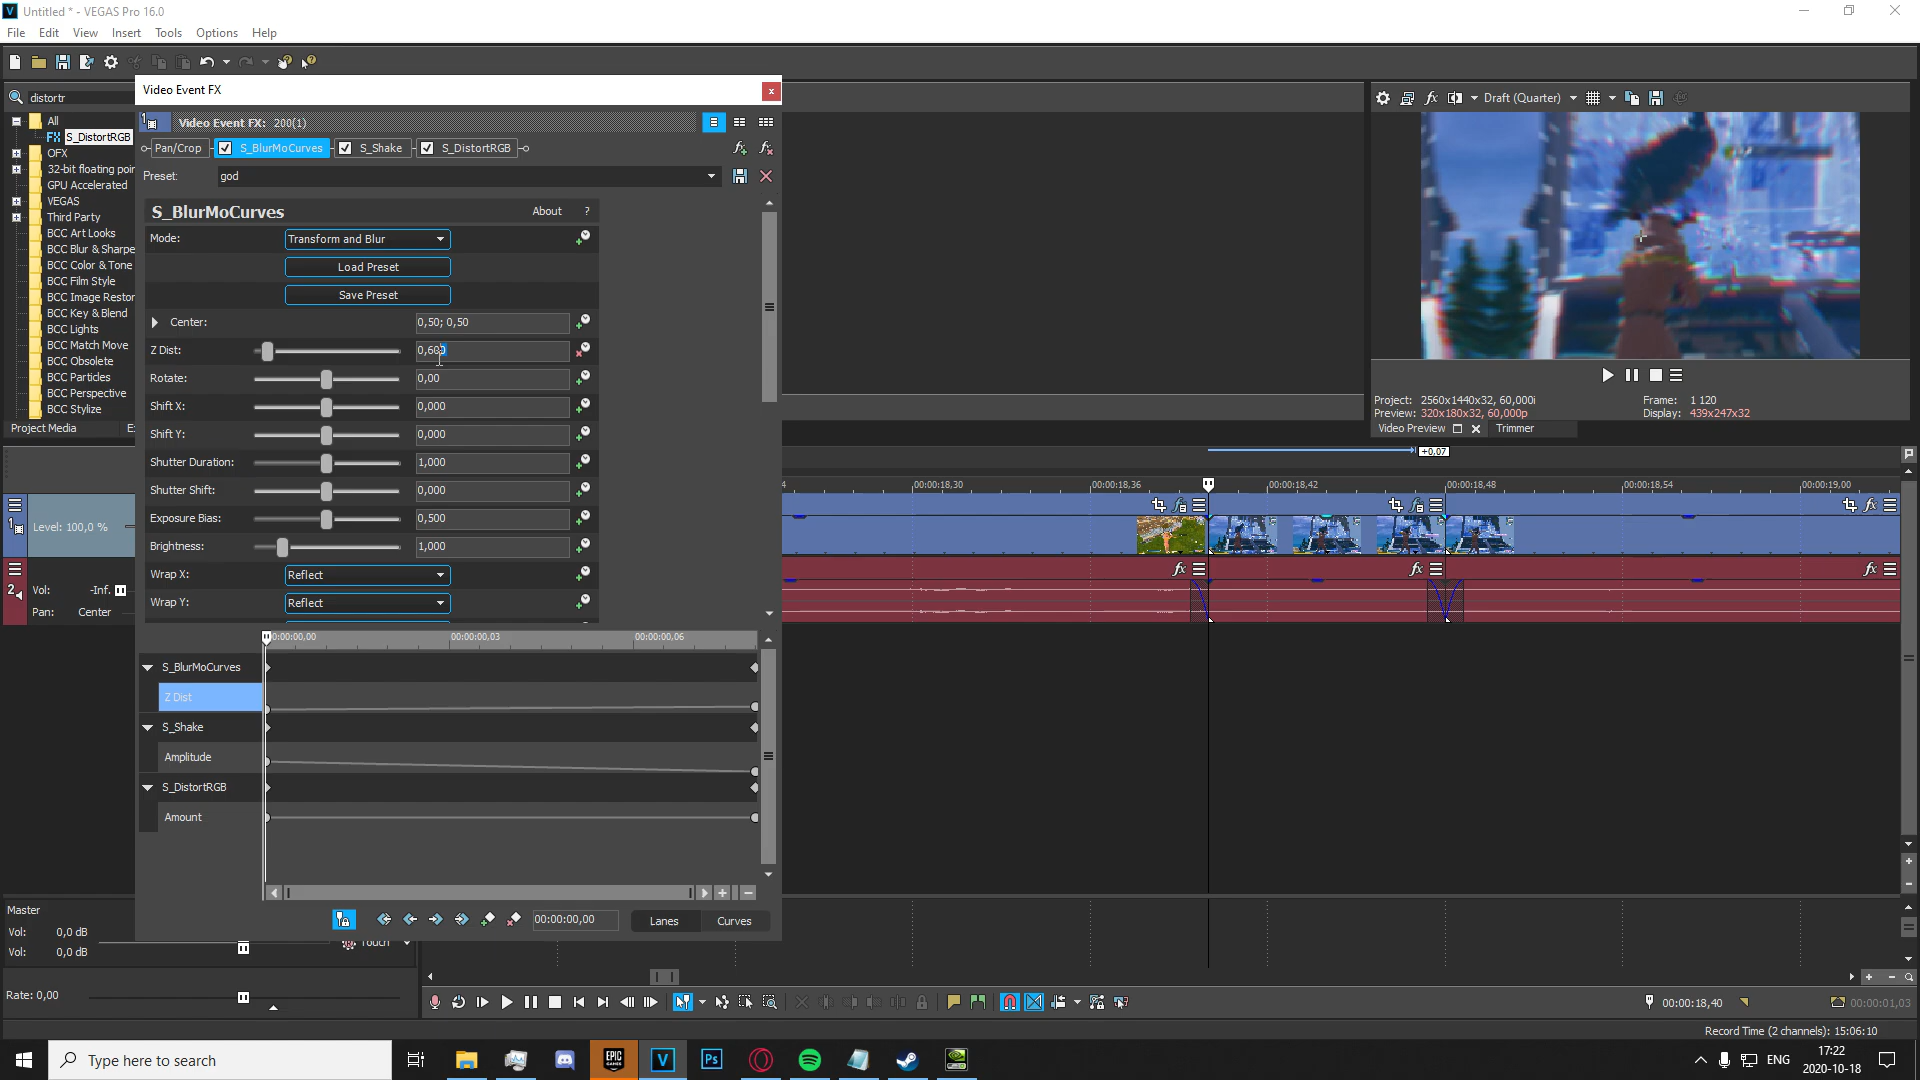 Untitled * - VEGAS Pro 16.0
File Edit View Insert Tools Options Help
distortr
All
FX S_DistortRGB
OFX
32-bit floating poir
GPU Accelerated
VEGAS
Third Party
BCC Art Looks
BCC Blur & Sharpe
BCC Color & Tone
BCC Film Style
BCC Image Restor
BCC Key & Blend
BCC Lights
BCC Match Move
BCC Obsolete
BCC Particles
BCC Perspective
BCC Stylize
Project Media E
Video Event FX
Video Event FX: 200(1)
Pan/Crop S_BlurMoCurves S_Shake S_DistortRGB
Preset: god
S_BlurMoCurves About ?
Mode: Transform and Blur
Load Preset
Save Preset
Center: 0,50; 0,50
Z Dist: 0,600
Rotate: 0,00
Shift X: 0,000
Shift Y: 0,000
Shutter Duration: 1,000
Shutter Shift: 0,000
Exposure Bias: 0,500
Brightness: 1,000
Wrap X: Reflect
Wrap Y: Reflect
00:00:00,00 00:00:00,03 00:00:00,06
S_BlurMoCurves
Z Dist
S_Shake
Amplitude
S_DistortRGB
Amount
00:00:00,00 Lanes Curves
Draft (Quarter)
Project: 2560x1440x32, 60,000i Frame: 1 120
Preview: 320x180x32, 60,000p Display: 439x247x32
Video Preview Trimmer
+0,07
4 00:00:18,30 00:00:18,36 00:00:18,42 00:00:18,48 00:00:18,54 00:00:19,00
1 Level: 100,0 %
2 Vol: -Inf.
Pan: Center
fx fx fx
Master
Vol: 0,0 dB
Vol: 0,0 dB
Touch
Rate: 0,00
00:00:18,40 00:00:01,03
Record Time (2 channels): 15:06:10
Type here to search
EPIC GAMES
V
Ps
ENG
17:22
2020-10-18